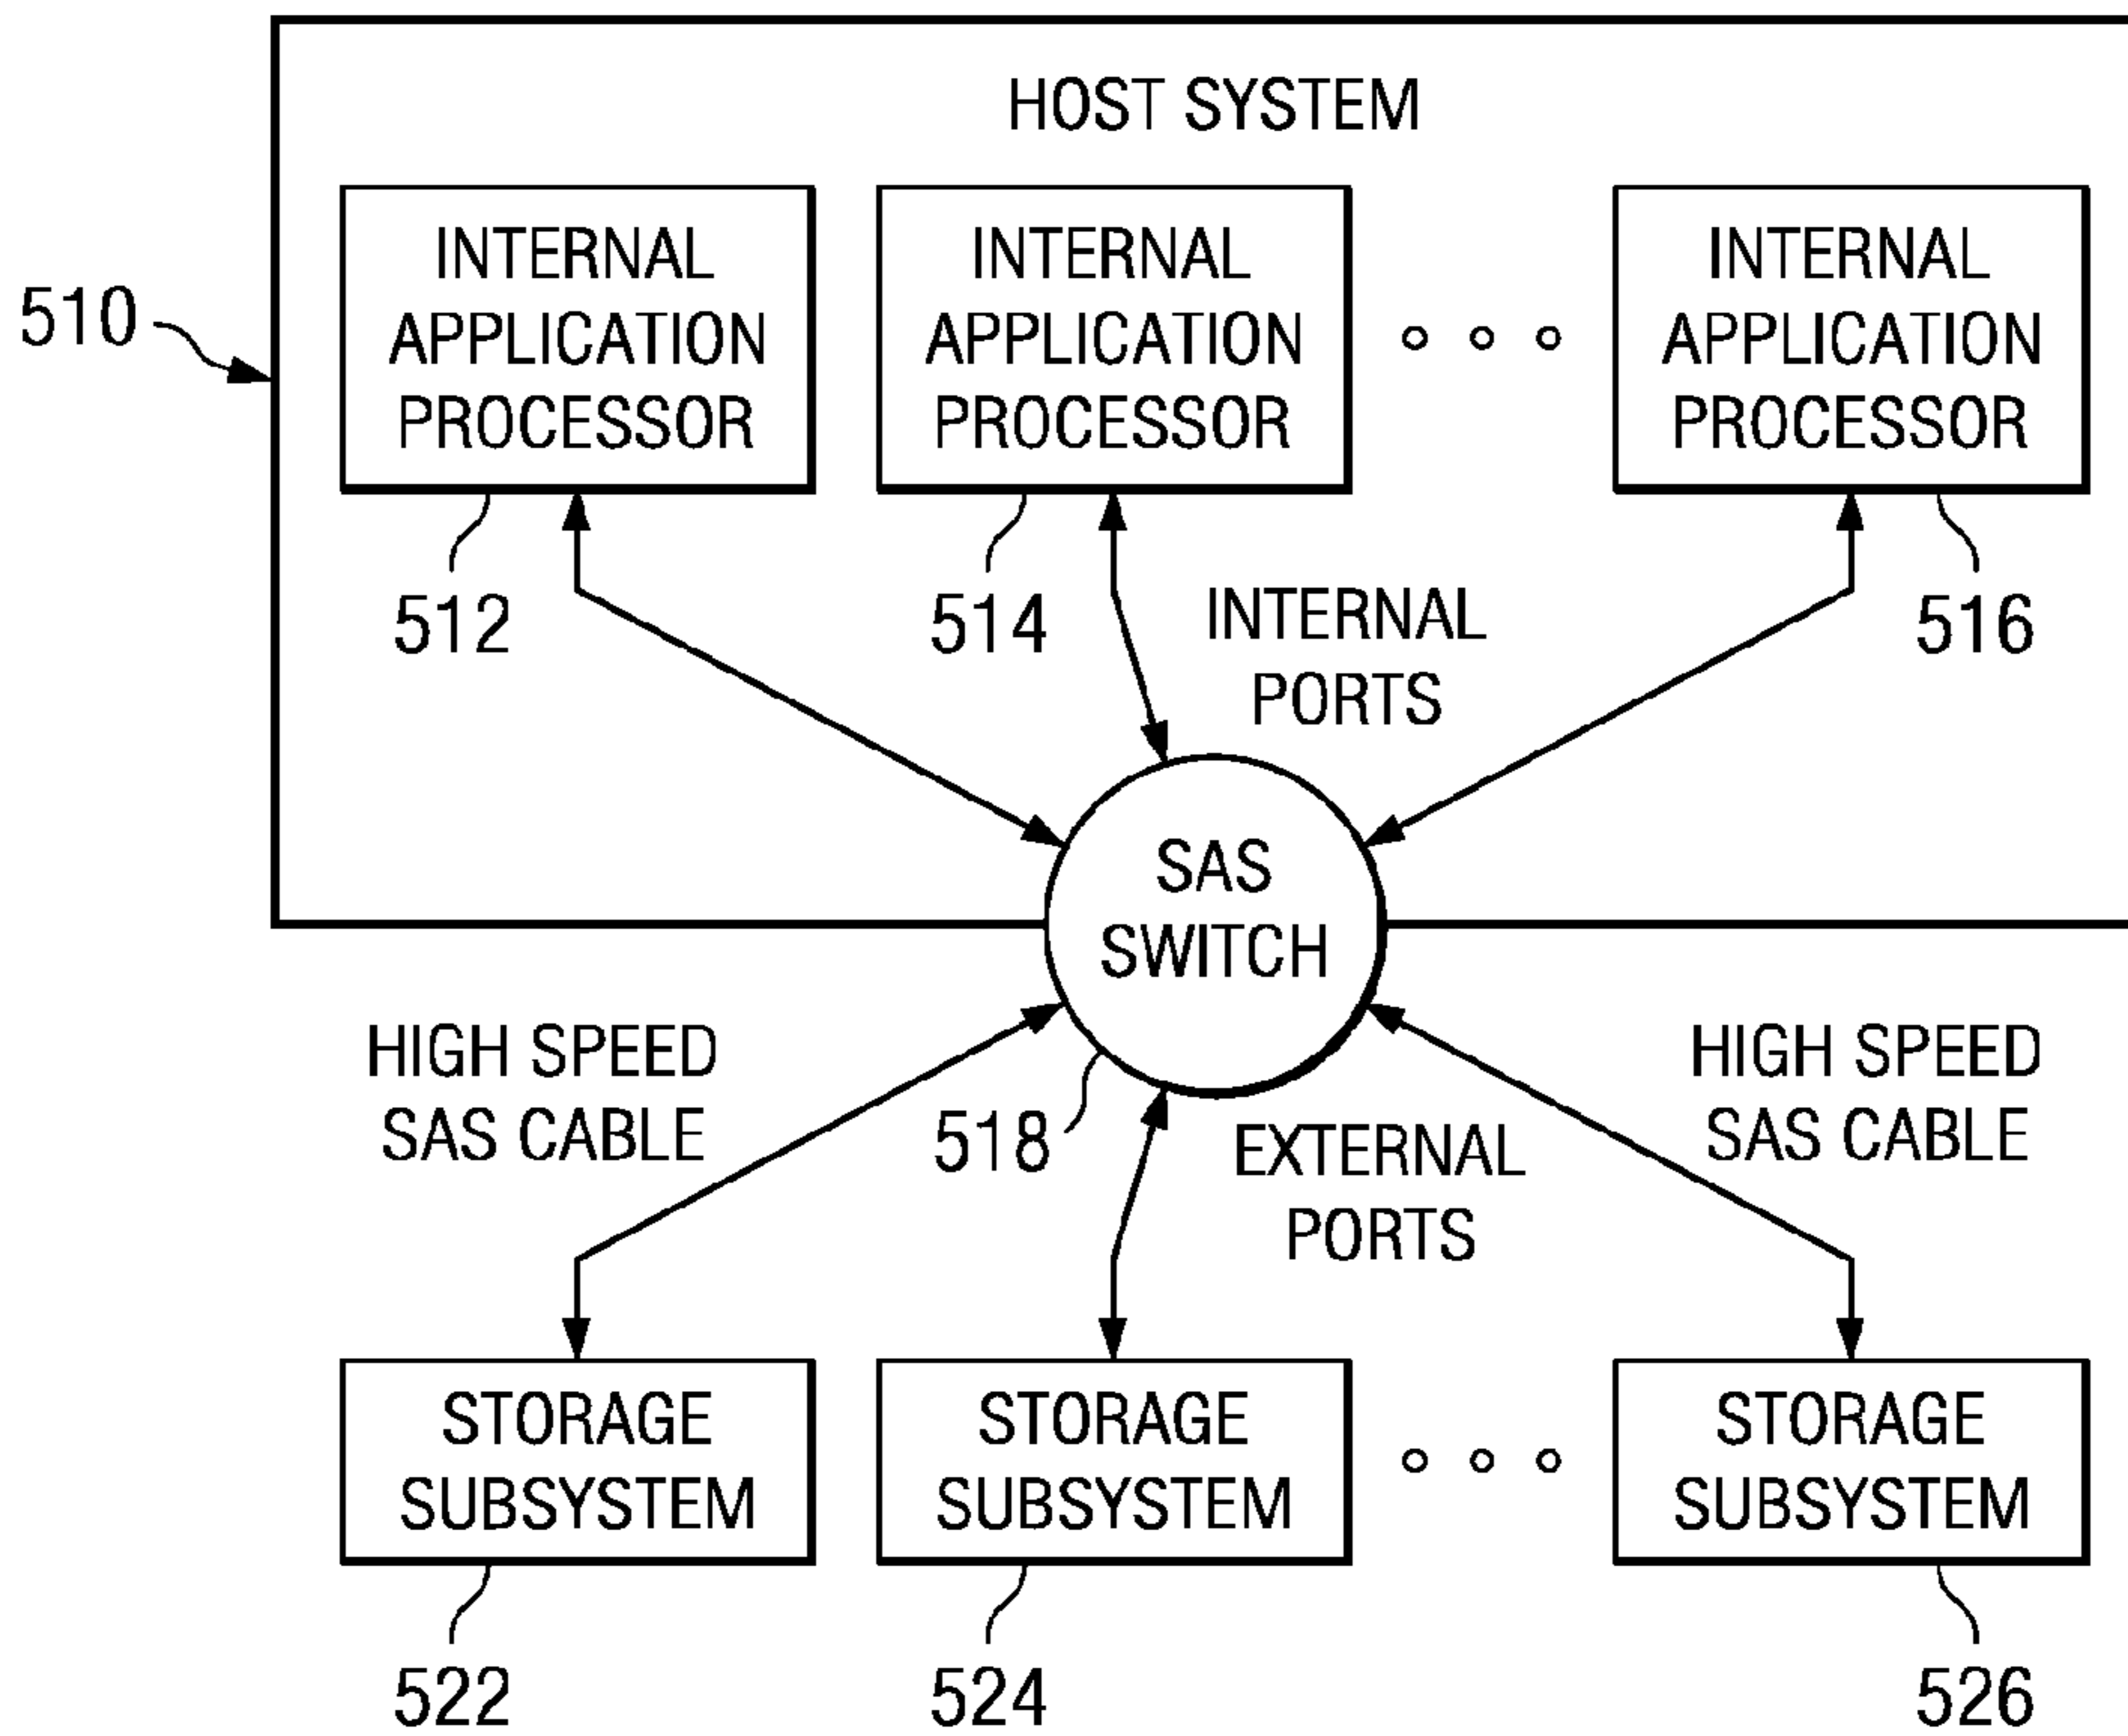 HOST SYSTEM
INTERNAL
APPLICATION
PROCESSOR
INTERNAL
APPLICATION
PROCESSOR
INTERNAL
APPLICATION
PROCESSOR
510
512
514
516
INTERNAL
PORTS
SAS
SWITCH
518
HIGH SPEED
SAS CABLE
EXTERNAL
PORTS
HIGH SPEED
SAS CABLE
STORAGE
SUBSYSTEM
STORAGE
SUBSYSTEM
STORAGE
SUBSYSTEM
522
524
526